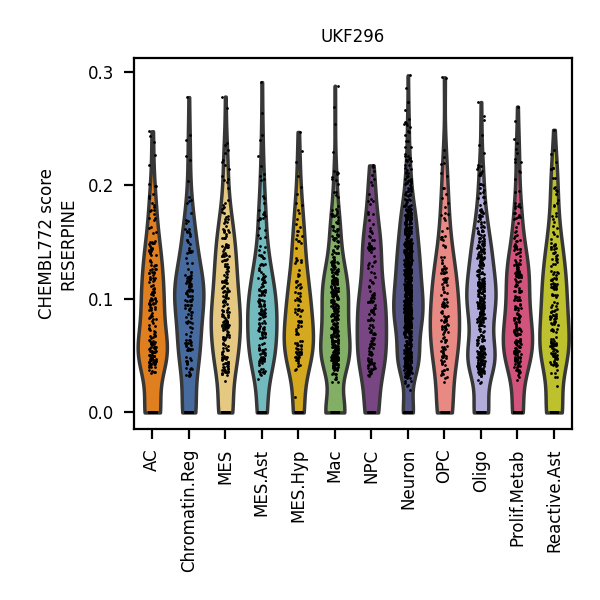 UKF296
CHEMBL772 score
RESERPINE
0.3
0.2
0.1
0.0
AC
Chromatin.Reg
MES
MES.Ast
MES.Hyp
Mac
NPC
Neuron
OPC
Oligo
Prolif.Metab
Reactive.Ast